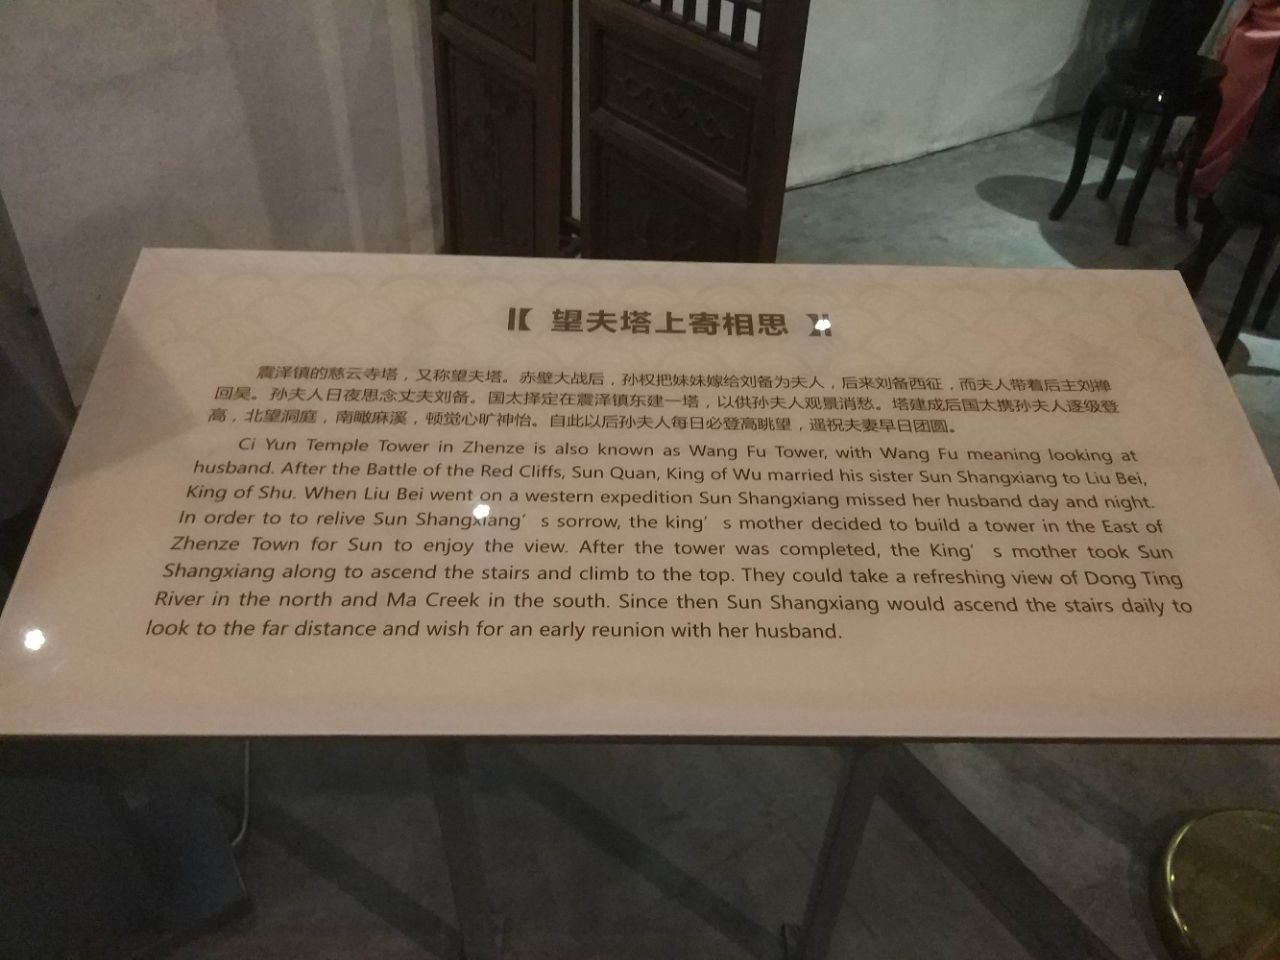 【 望夫塔上寄相思 】
震泽镇的慈云寺塔，又称望夫塔。赤壁大战后，孙权把妹妹嫁给刘备为夫人，后来刘备西征，而夫人带着后主刘禅
回吴。孙夫人日夜思念丈夫刘备。国太择定在震泽镇东建一塔，以供孙夫人观景消愁。塔建成后国太携孙夫人逐级登
高，北望洞庭，南瞰麻溪，顿觉心旷神怡。自此以后孙夫人每日必登高眺望，遥祝夫妻早日团圆。
Ci Yun Temple Tower in Zhenze is also known as Wang Fu Tower, with Wang Fu meaning looking at
husband. After the Battle of the Red Cliffs, Sun Quan, King of Wu married his sister Sun Shangxiang to Liu Bei,
King of Shu. When Liu Bei went on a western expedition Sun Shangxiang missed her husband day and night.
In order to to relive Sun Shangxiang’s sorrow, the king’s mother decided to build a tower in the East of
Zhenze Town for Sun to enjoy the view. After the tower was completed, the King’s mother took Sun
Shangxiang along to ascend the stairs and climb to the top. They could take a refreshing view of Dong Ting
River in the north and Ma Creek in the south. Since then Sun Shangxiang would ascend the stairs daily to
look to the far distance and wish for an early reunion with her husband.